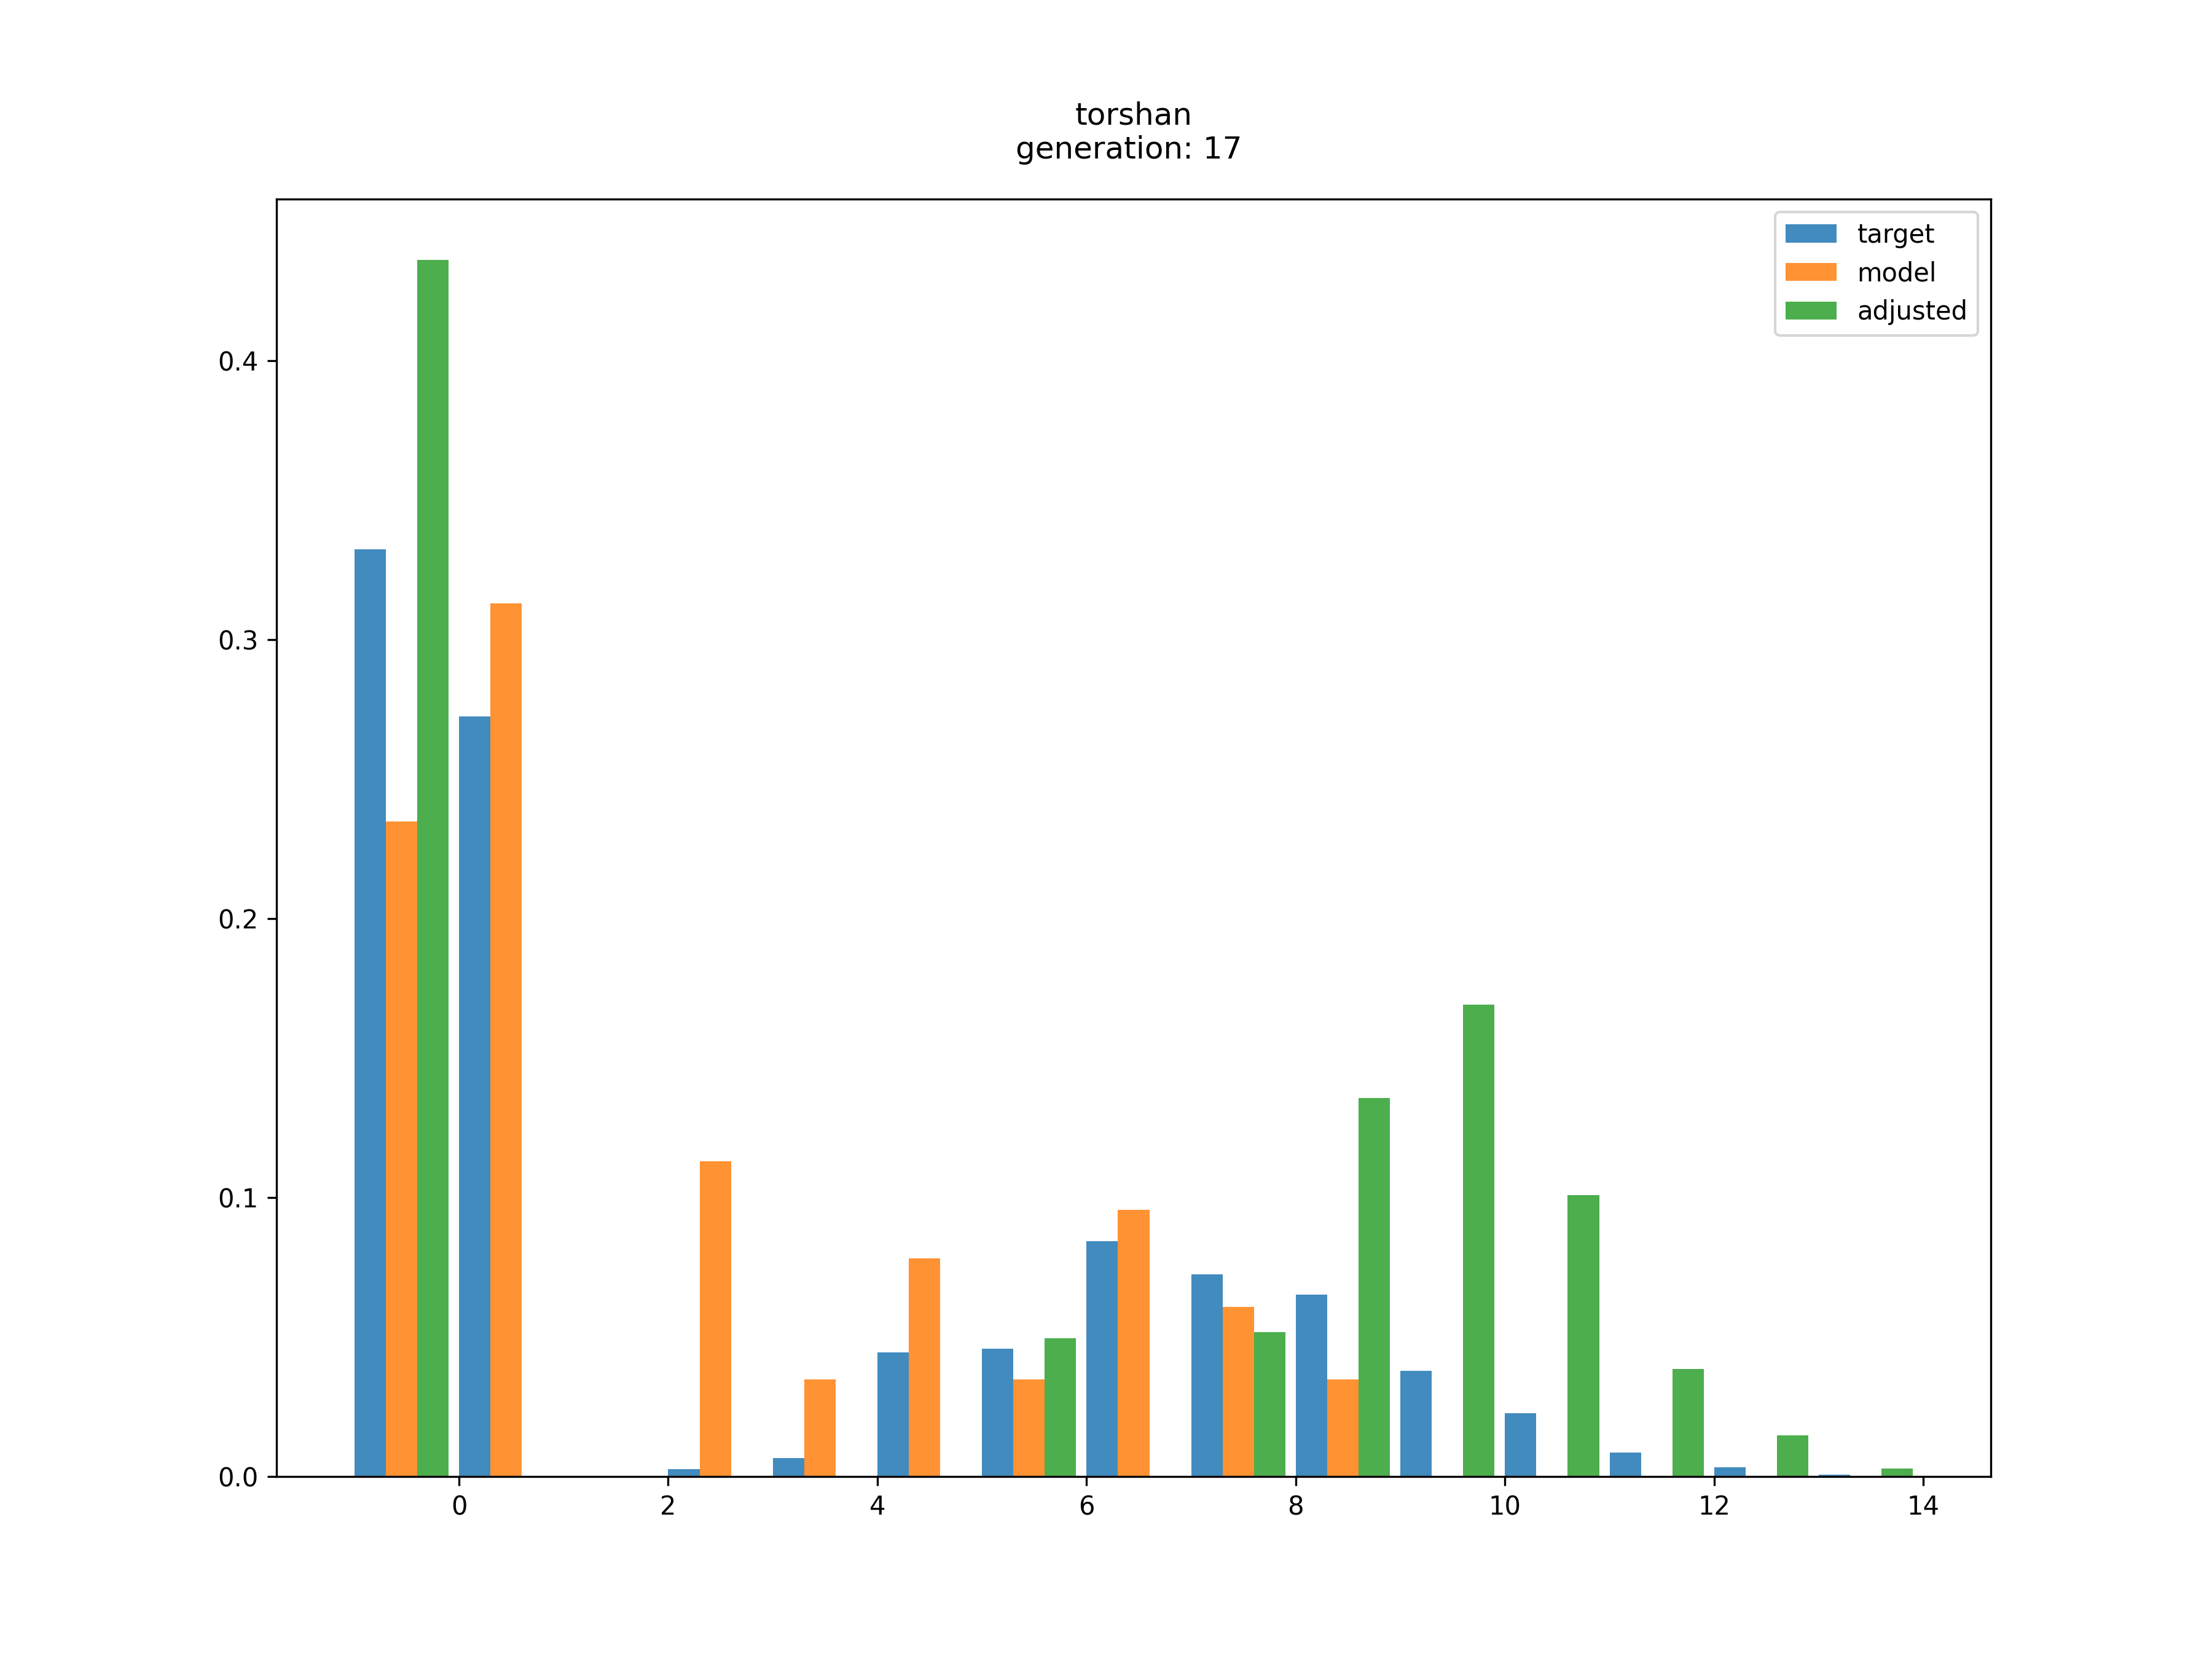 torshan
generation: 17
target
model
adjusted
0.4
0.3
0.2
0.1
0.0
0 2 4 6 8 10 12 14